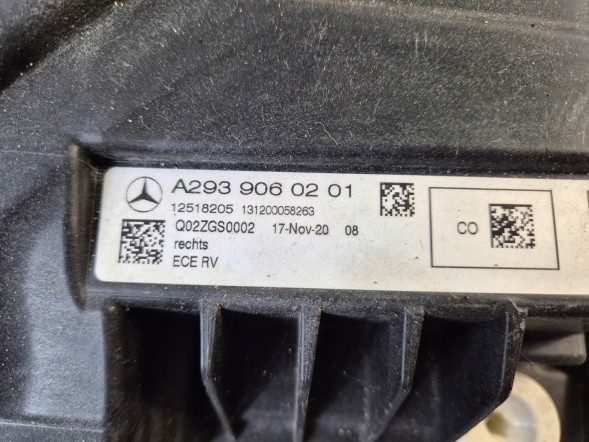 A293 906 02 01
12518205 131200058263
Q02ZGS0002 17-Nov-20 08
rechts
ECE RV
CO